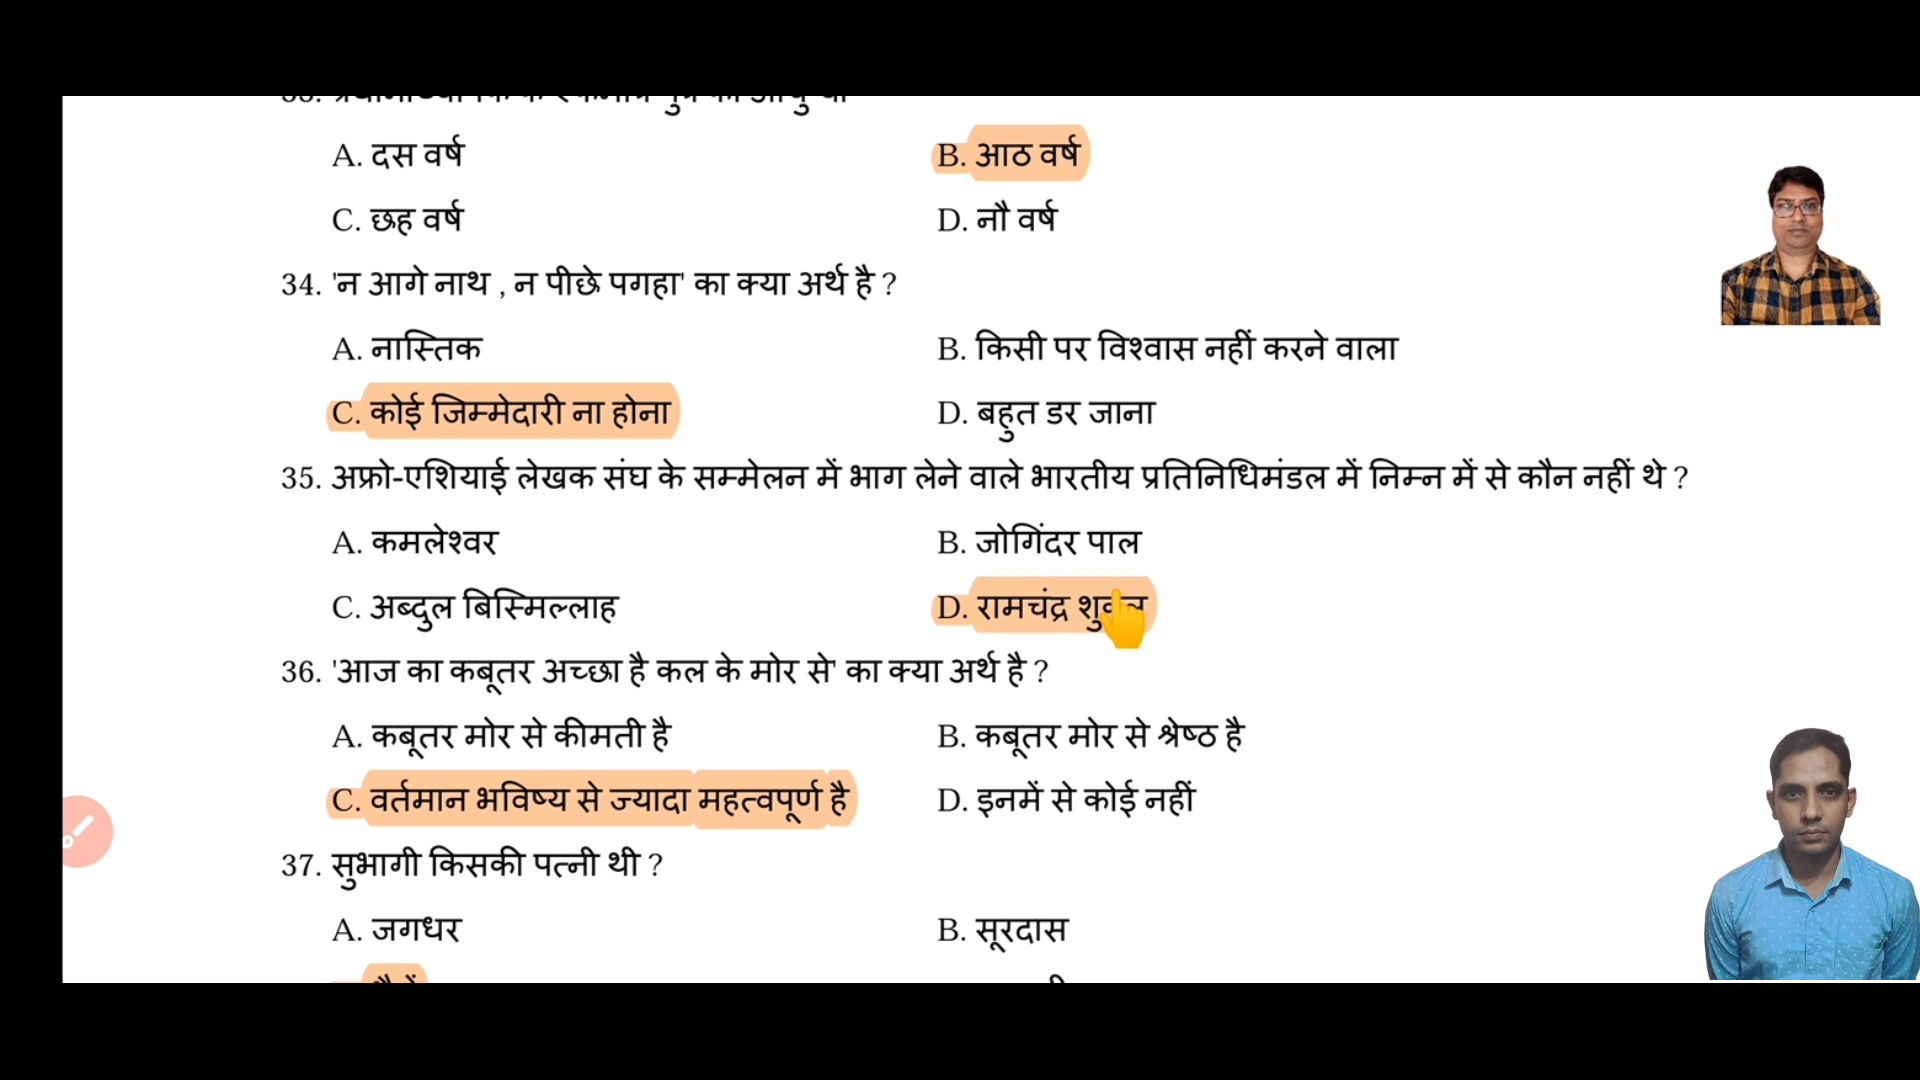 A. दस वर्ष B. आठ वर्ष
C. छह वर्ष D. नौ वर्ष
34. 'न आगे नाथ , न पीछे पगहा' का क्या अर्थ है ?
A. नास्तिक B. किसी पर विश्वास नहीं करने वाला
C. कोई जिम्मेदारी ना होना D. बहुत डर जाना
35. अफ्रो-एशियाई लेखक संघ के सम्मेलन में भाग लेने वाले भारतीय प्रतिनिधिमंडल में निम्न में से कौन नहीं थे ?
A. कमलेश्वर B. जोगिंदर पाल
C. अब्दुल बिस्मिल्लाह D. रामचंद्र शुक्ल
36. 'आज का कबूतर अच्छा है कल के मोर से' का क्या अर्थ है ?
A. कबूतर मोर से कीमती है B. कबूतर मोर से श्रेष्ठ है
C. वर्तमान भविष्य से ज्यादा महत्वपूर्ण है D. इनमें से कोई नहीं
37. सुभागी किसकी पत्नी थी ?
A. जगधर B. सूरदास